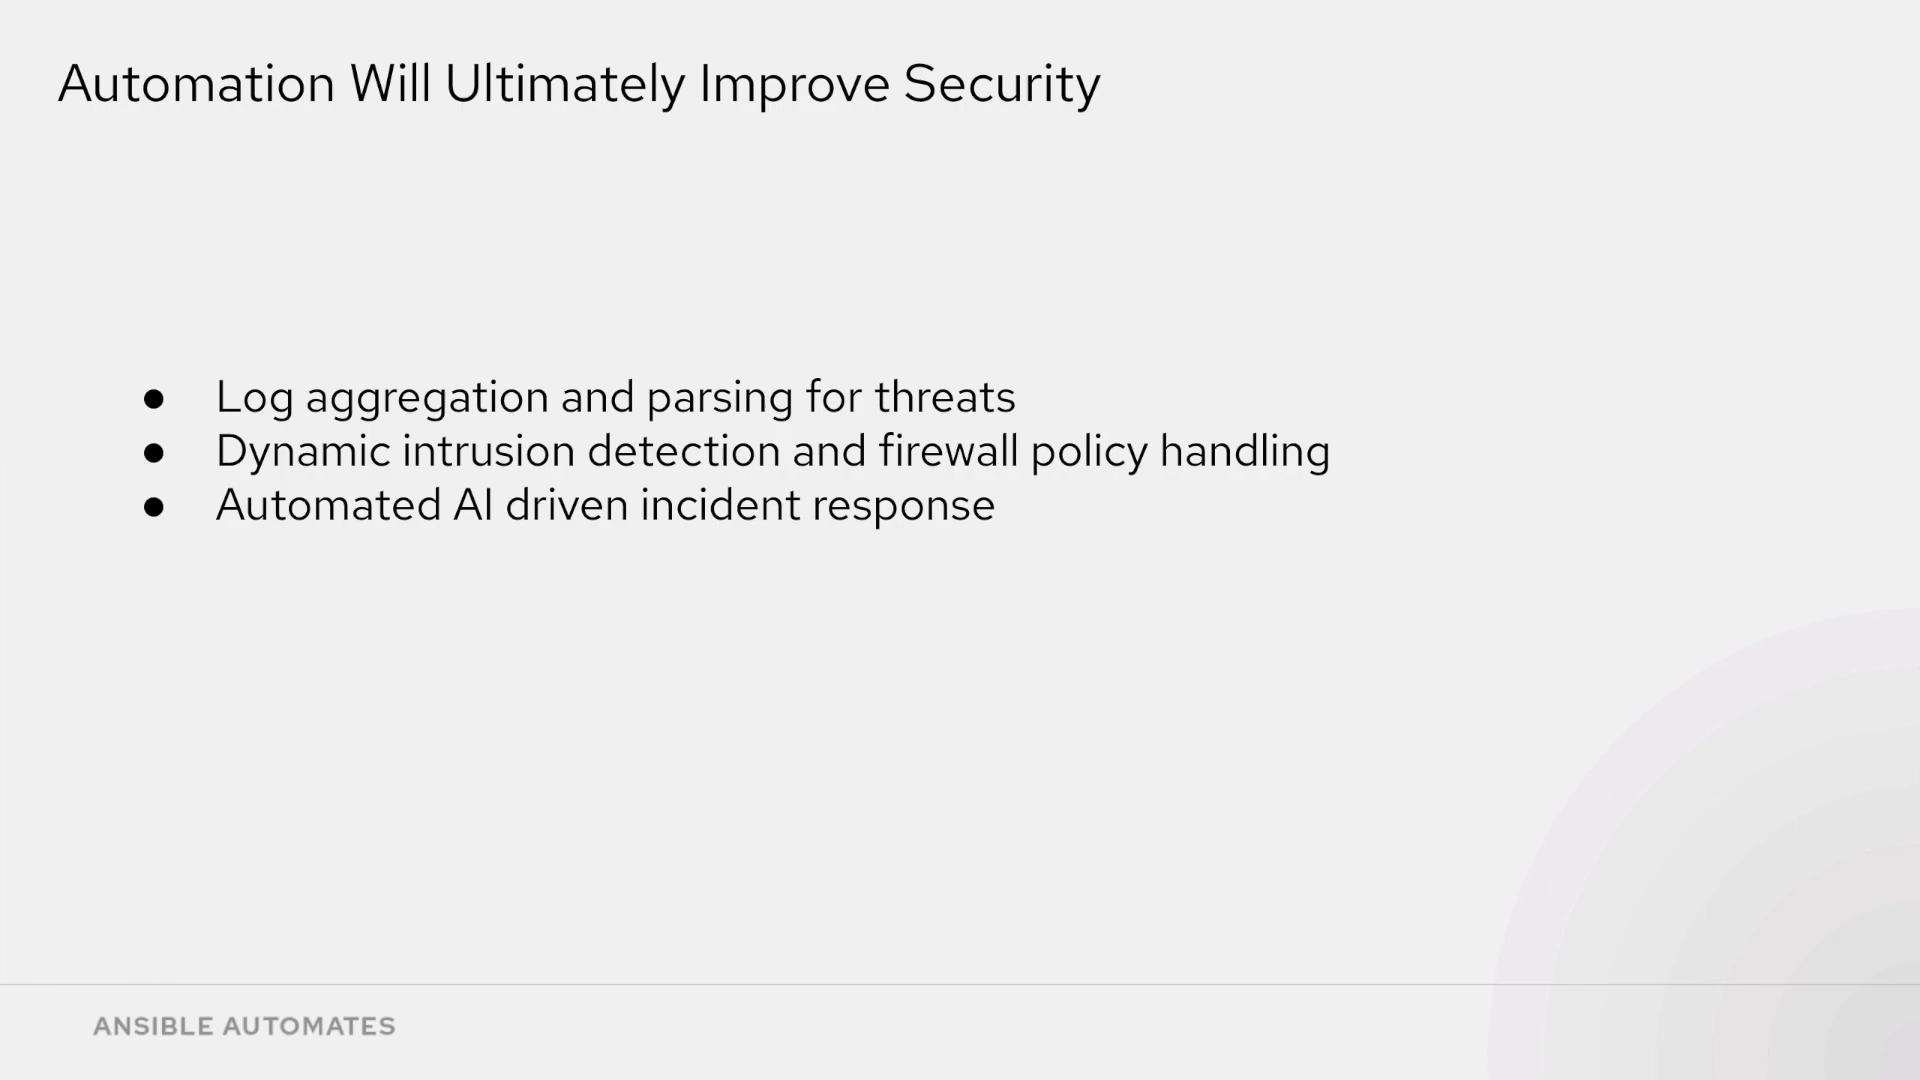 Automation Will Ultimately Improve Security
● Log aggregation and parsing for threats
● Dynamic intrusion detection and firewall policy handling
● Automated AI driven incident response
ANSIBLE AUTOMATES